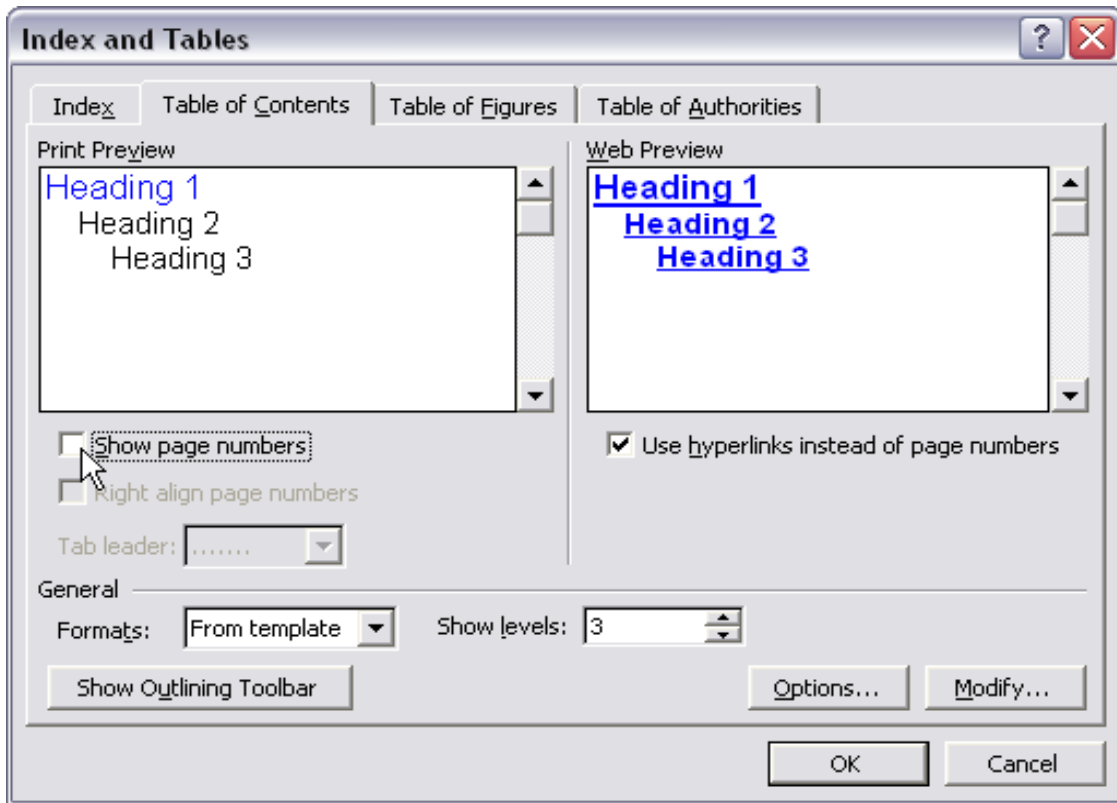 Index and Tables
Index
Table of Contents
Table of Figures
Table of Authorities
Print Preview
Heading 1
Heading 2
Heading 3
Web Preview
Heading 1
Heading 2
Heading 3
Show page numbers
Right align page numbers
Tab leader: .......
Use hyperlinks instead of page numbers
General
Formats: From template
Show levels: 3
Show Outlining Toolbar
Options...
Modify...
OK
Cancel